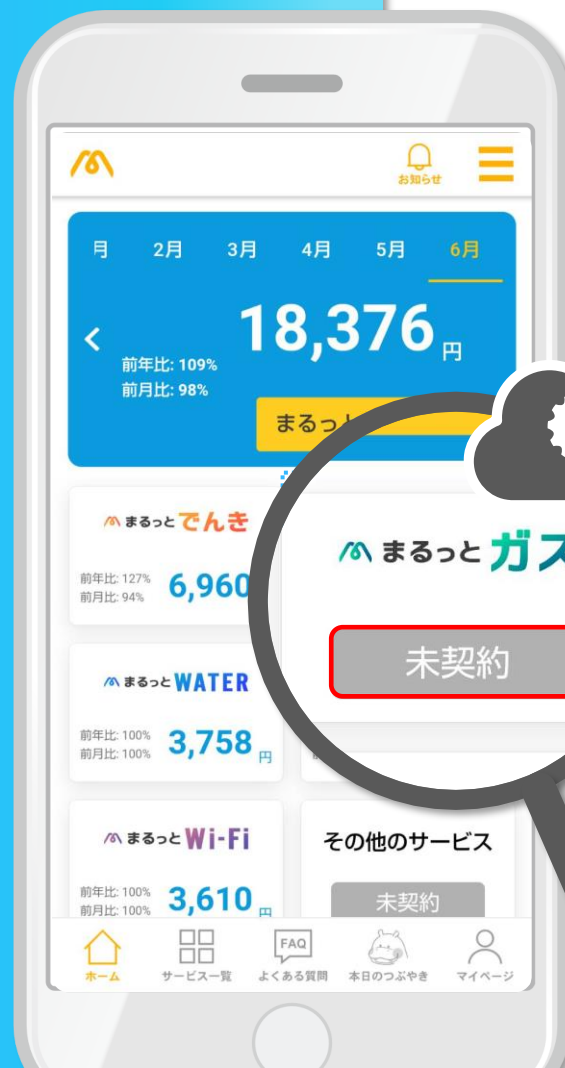 お知らせ
月 2月 3月 4月 5月 6月
18,376 円
前年比: 109%
前月比: 98%
まるっと
まるっと でんき
前年比: 127%
前月比: 94%
6,960
まるっと ガス
未契約
まるっと WATER
前年比: 100%
前月比: 100%
3,758 円
まるっと Wi-Fi
前年比: 100%
前月比: 100%
3,610 円
その他のサービス
未契約
FAQ
ホーム サービス一覧 よくある質問 本日のつぶやき マイページ